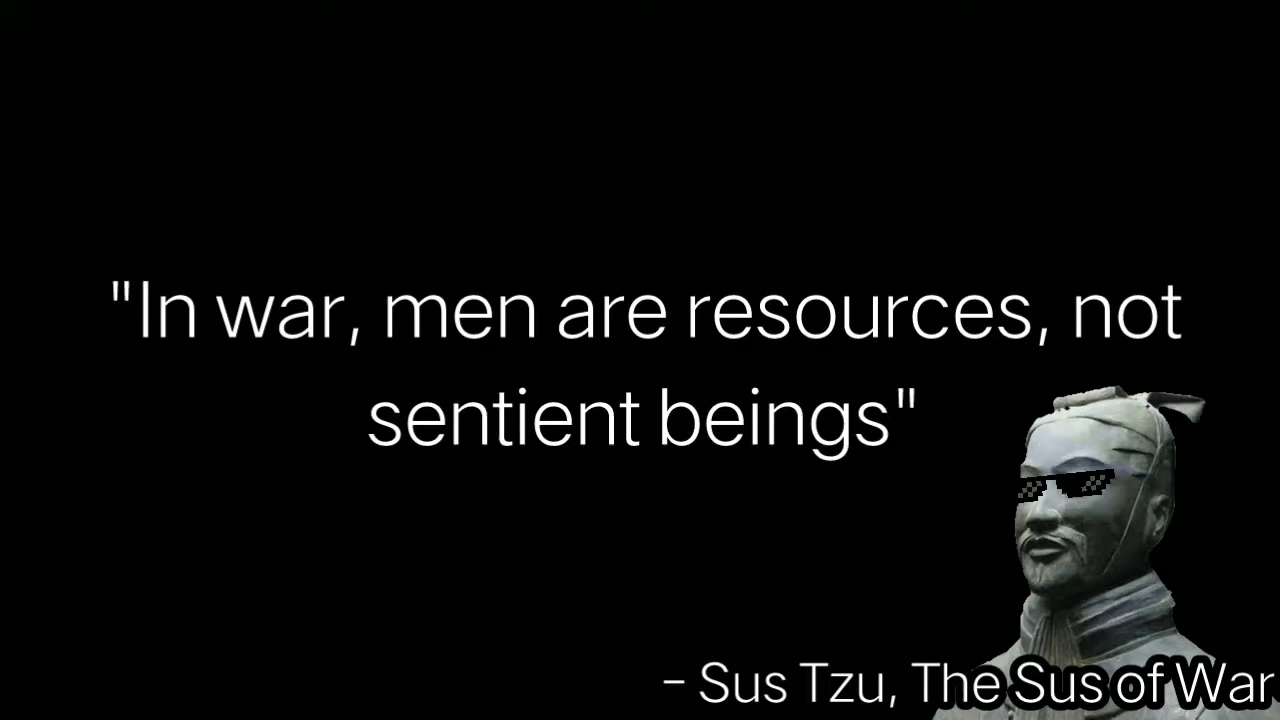 "In war, men are resources, not
sentient beings"
- Sus Tzu, The Sus of War